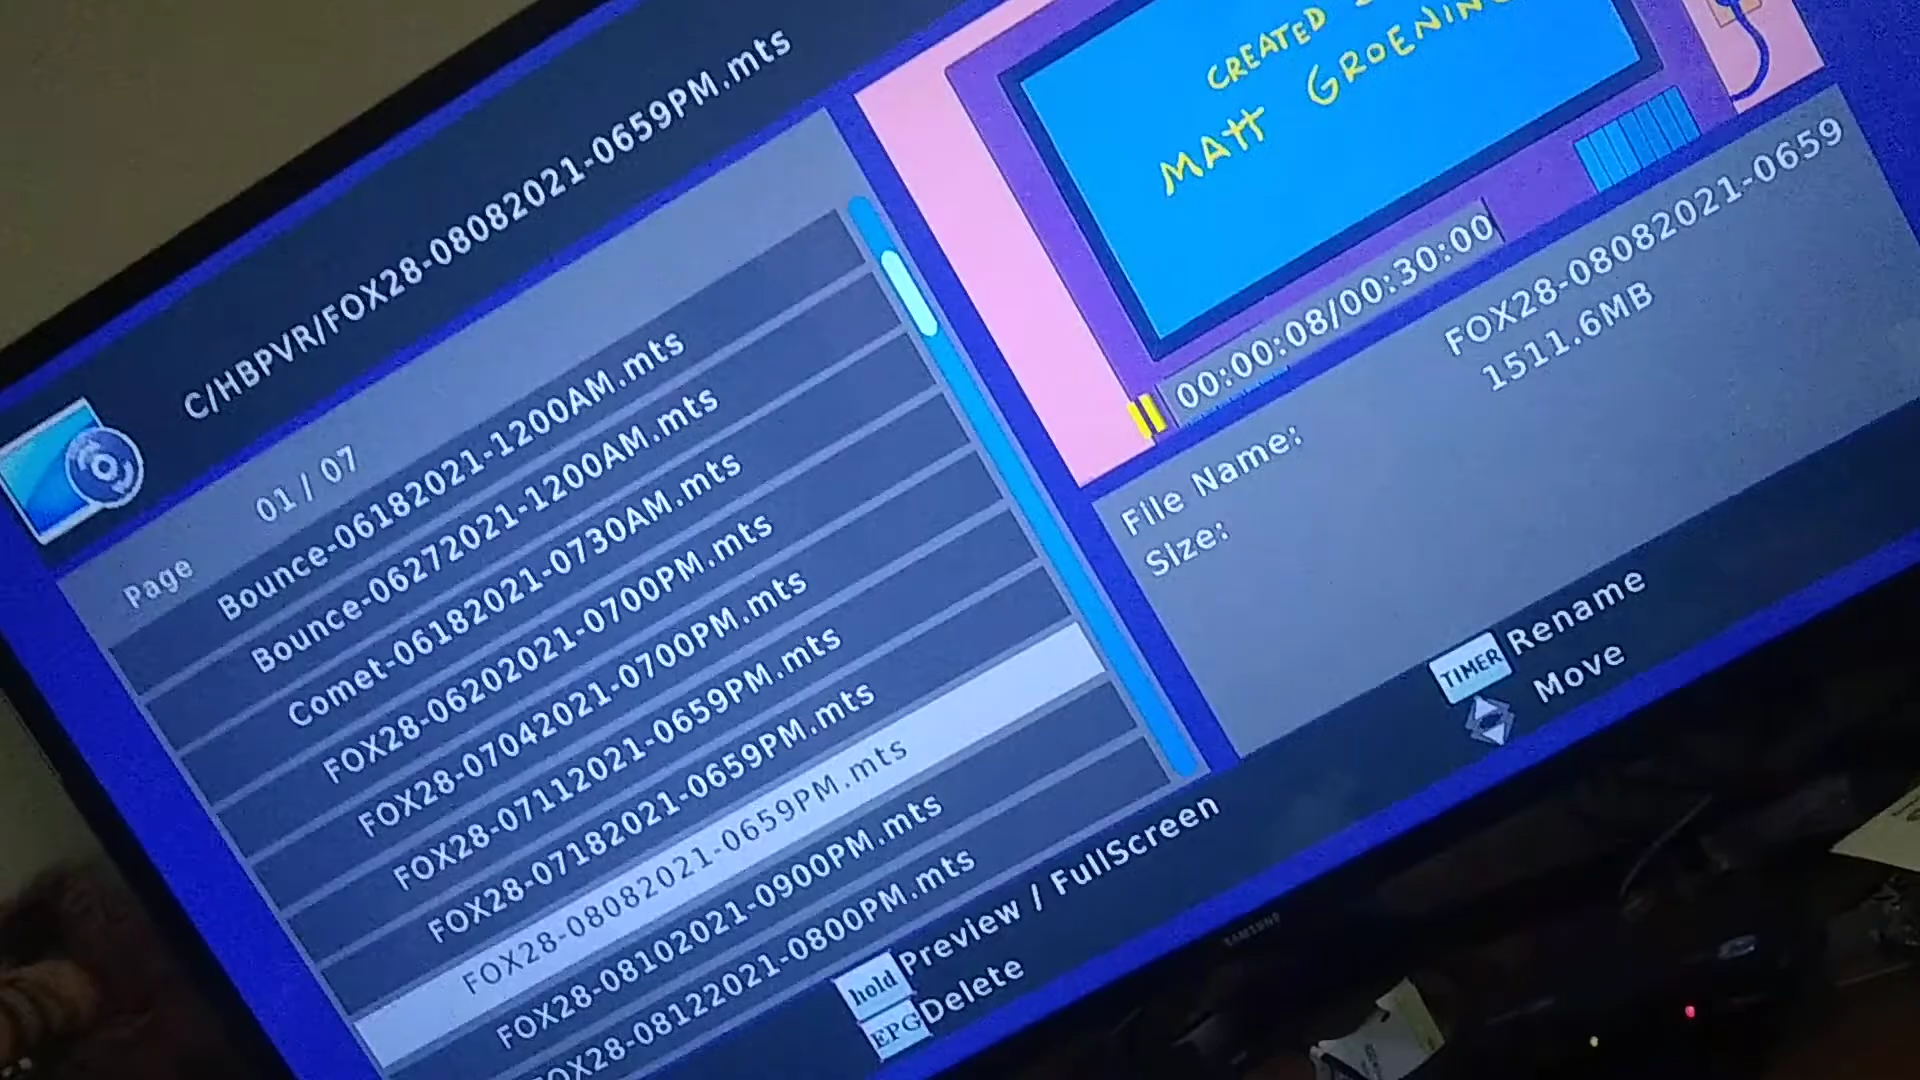 C/HBPVR/FOX28-08082021-0659PM.mts
Page 01 / 07
Bounce-06182021-1200AM.mts
Bounce-06272021-1200AM.mts
Comet-06182021-0730AM.mts
FOX28-06202021-0700PM.mts
FOX28-07042021-0700PM.mts
FOX28-07112021-0659PM.mts
FOX28-07182021-0659PM.mts
FOX28-08082021-0659PM.mts
FOX28-08102021-0900PM.mts
FOX28-08122021-0800PM.mts
CREATED
MATT GROENING
00:00:08/00:30:00
File Name: FOX28-08082021-0659
Size: 1511.6MB
TIMER Rename
Move
hold Preview / FullScreen
EPG Delete
SAMSUNG